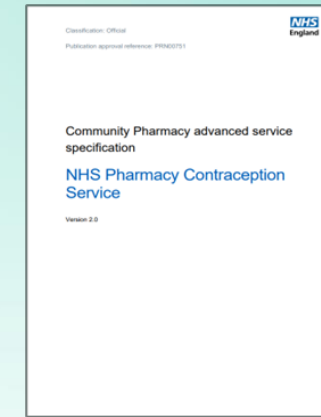 Classification: Official
Publication approval reference: PRN00751
NHS
England
Community Pharmacy advanced service
specification
NHS Pharmacy Contraception
Service
Version 2.0